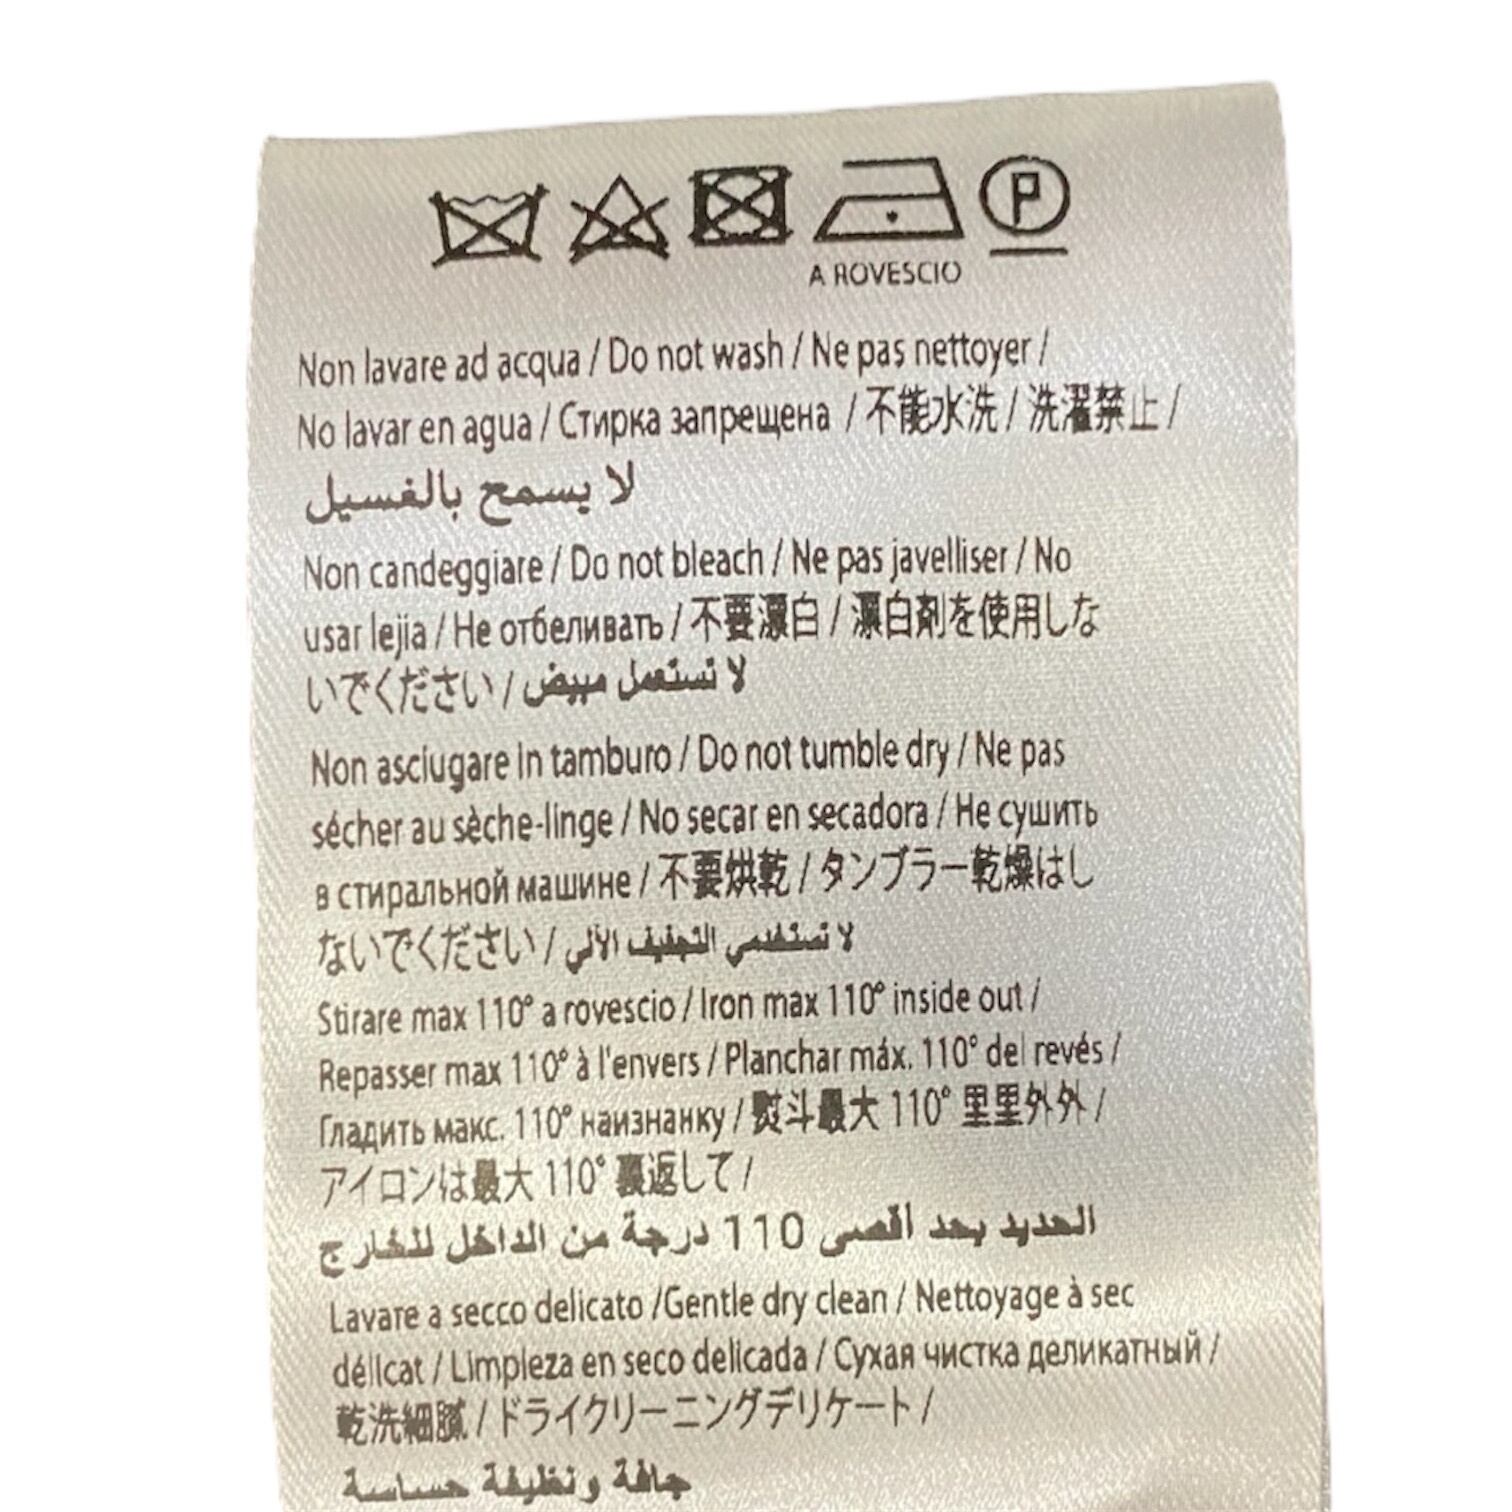 P
A ROVESCIO
Non lavare ad acqua / Do not wash / Ne pas nettoyer /
No lavar en agua / Стирка запрещена / 不能水洗 / 洗濯禁止 /
لا يسمح بالغسيل
Non candeggiare / Do not bleach / Ne pas javelliser / No
usar lejia / Не отбеливать / 不要漂白 / 漂白剤を使用しな
いでください / لا تستعمل مبيض
Non asciugare in tamburo / Do not tumble dry / Ne pas
sécher au sèche-linge / No secar en secadora / Не сушить
в стиральной машине / 不要烘乾 / タンブラー乾燥はし
ないでください / لا تستخدمي التجفيف الآلي
Stirare max 110° a rovescio / Iron max 110° inside out /
Repasser max 110° à l'envers / Planchar máx. 110° del revés /
Гладить макс. 110° наизнанку / 熨斗最大 110° 里里外外 /
アイロンは最大 110° 裏返して /
الحديد بحد أقصى 110 درجة من الداخل للخارج
Lavare a secco delicato /Gentle dry clean / Nettoyage à sec
délicat / Limpieza en seco delicada / Сухая чистка деликатный /
乾洗細膩 / ドライクリーニングデリケート /
جافة ونظيفة حساسة